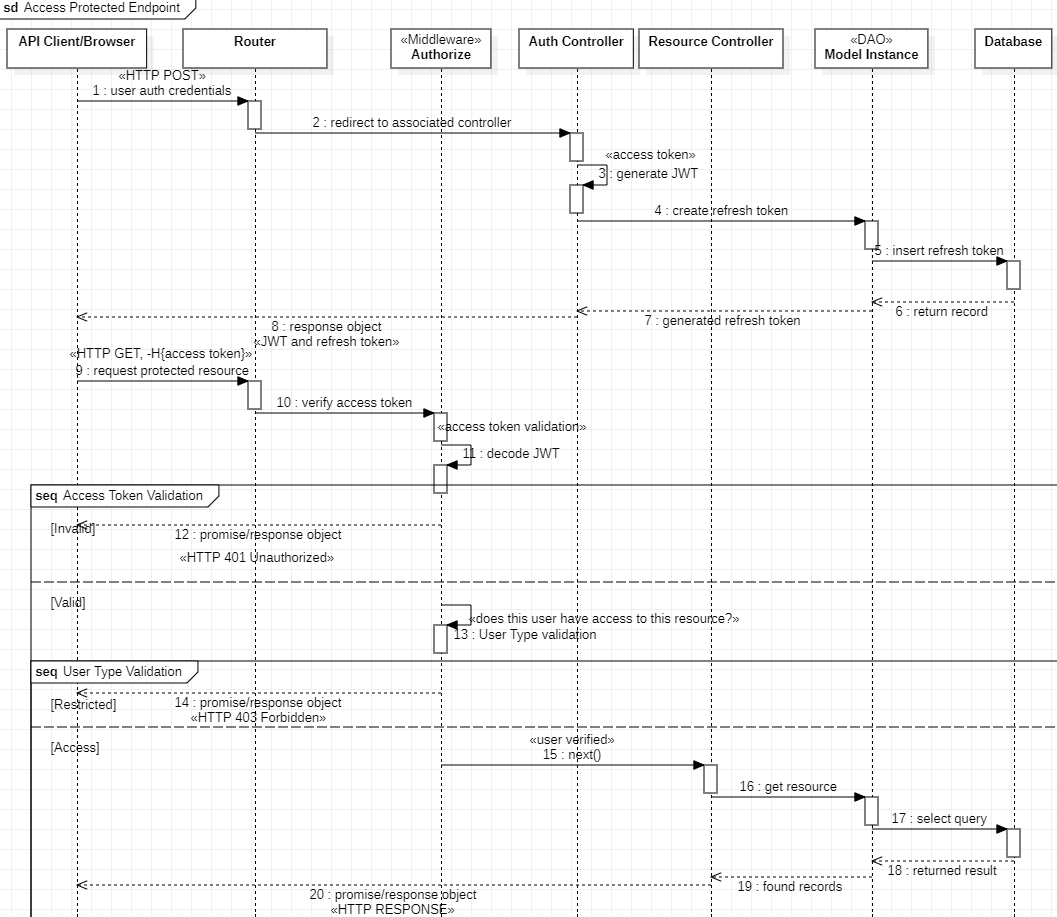 sd Access Protected Endpoint
API Client/Browser
Router
«Middleware»
Authorize
Auth Controller
Resource Controller
«DAO»
Model Instance
Database
«HTTP POST»
1 : user auth credentials
2 : redirect to associated controller
«access token»
3 : generate JWT
4 : create refresh token
5 : insert refresh token
6 : return record
7 : generated refresh token
8 : response object
«JWT and refresh token»
«HTTP GET, -H{access token}»
9 : request protected resource
10 : verify access token
«access token validation»
11 : decode JWT
seq Access Token Validation
[Invalid]
12 : promise/response object
«HTTP 401 Unauthorized»
[Valid]
«does this user have access to this resource?»
13 : User Type validation
seq User Type Validation
[Restricted]
14 : promise/response object
«HTTP 403 Forbidden»
[Access]
«user verified»
15 : next()
16 : get resource
17 : select query
18 : returned result
19 : found records
20 : promise/response object
«HTTP RESPONSE»